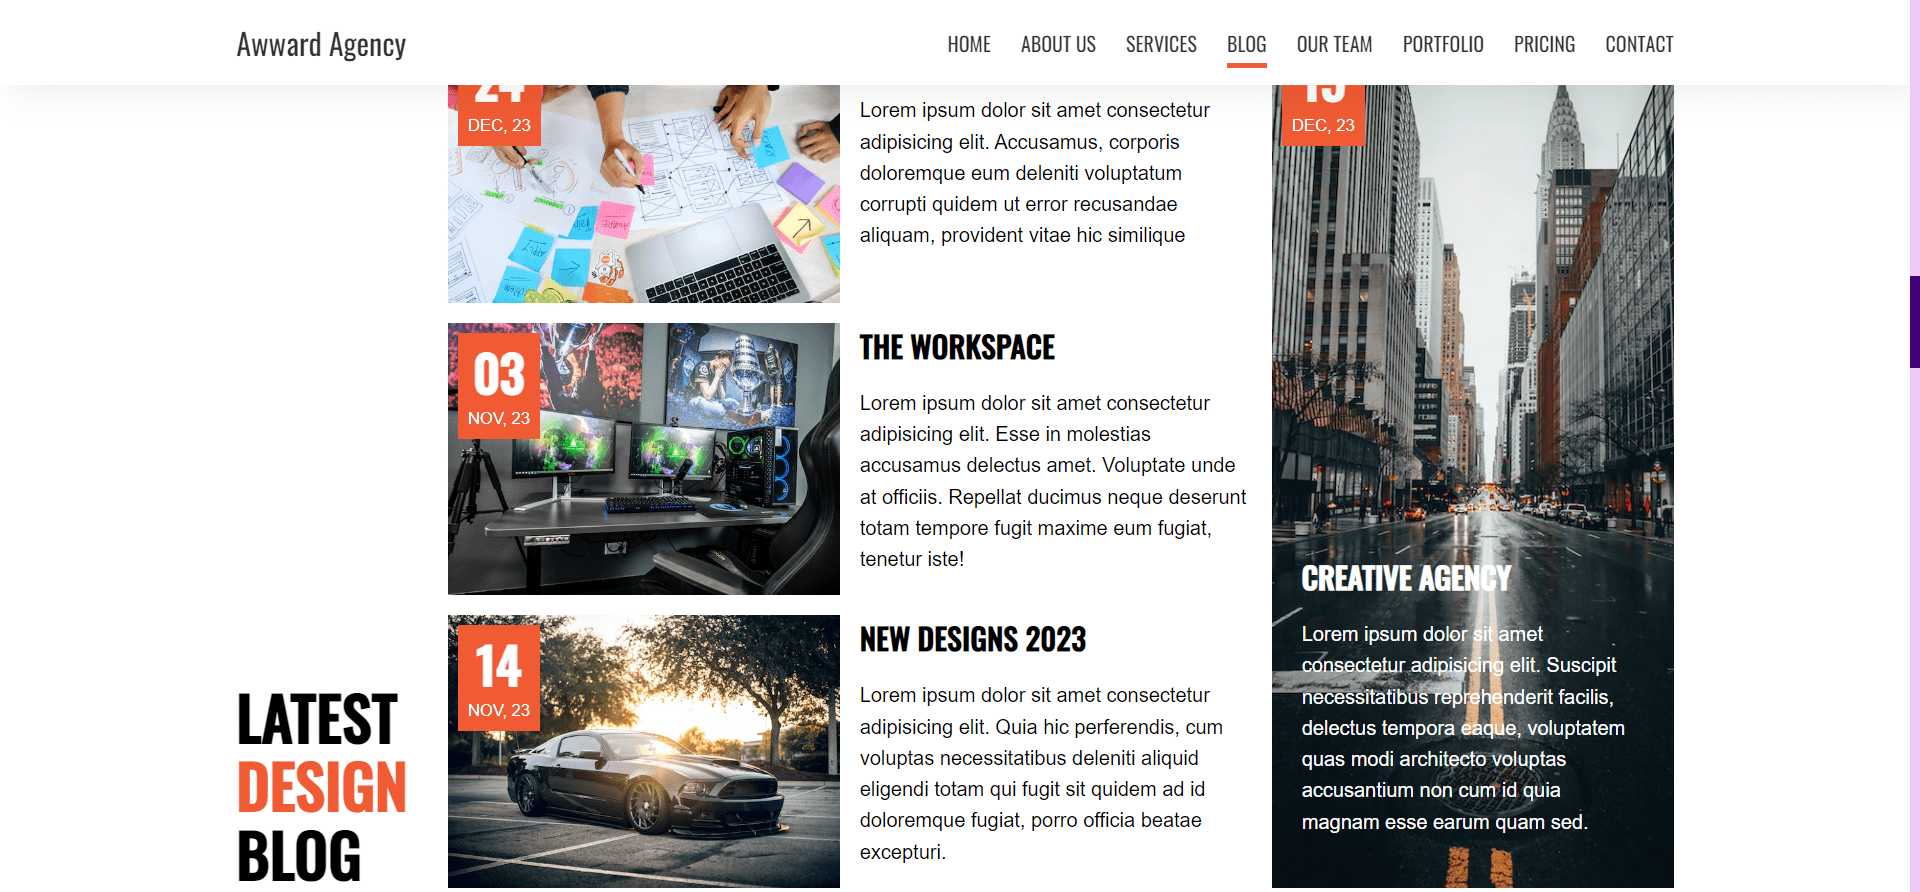 Awward Agency
HOME ABOUT US SERVICES BLOG OUR TEAM PORTFOLIO PRICING CONTACT
LATEST
DESIGN
BLOG
24
DEC, 23
Lorem ipsum dolor sit amet consectetur
adipisicing elit. Accusamus, corporis
doloremque eum deleniti voluptatum
corrupti quidem ut error recusandae
aliquam, provident vitae hic similique
03
NOV, 23
THE WORKSPACE
Lorem ipsum dolor sit amet consectetur
adipisicing elit. Esse in molestias
accusamus delectus amet. Voluptate unde
at officiis. Repellat ducimus neque deserunt
totam tempore fugit maxime eum fugiat,
tenetur iste!
14
NOV, 23
NEW DESIGNS 2023
Lorem ipsum dolor sit amet consectetur
adipisicing elit. Quia hic perferendis, cum
voluptas necessitatibus deleniti aliquid
eligendi totam qui fugit sit quidem ad id
doloremque fugiat, porro officia beatae
excepturi.
DEC, 23
CREATIVE AGENCY
Lorem ipsum dolor sit amet
consectetur adipisicing elit. Suscipit
necessitatibus reprehenderit facilis,
delectus tempora eaque, voluptatem
quas modi architecto voluptas
accusantium non cum id quia
magnam esse earum quam sed.